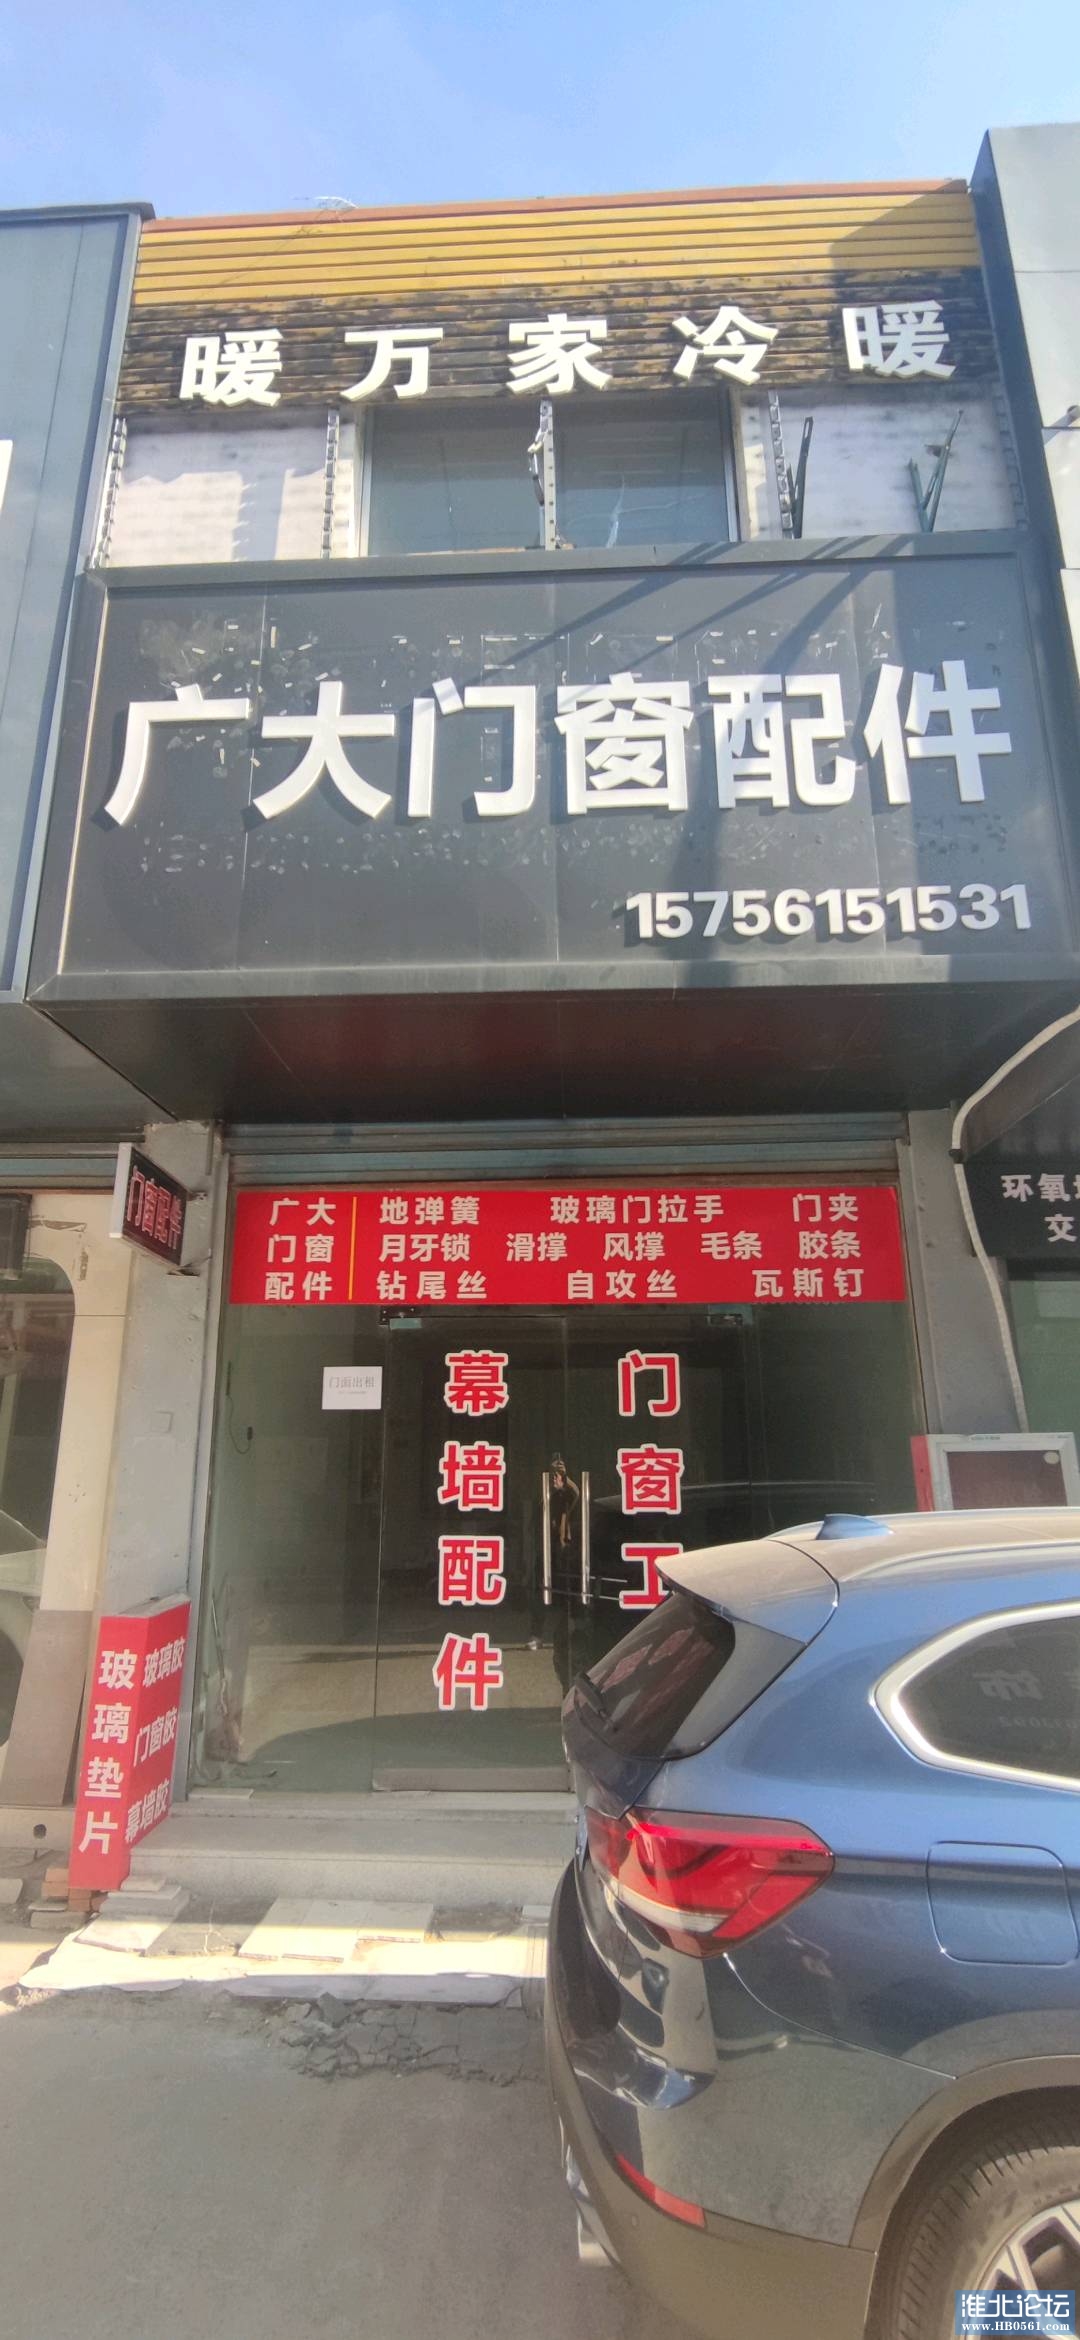 暖万家冷暖
广大门窗配件
15756151531
门窗配件
广大门窗配件
地弹簧 玻璃门拉手 门夹
月牙锁 滑撑 风撑 毛条 胶条
钻尾丝 自攻丝 瓦斯钉
环氧
交
门面出租
幕墙配件
门窗工
玻璃垫片
玻璃胶
门窗胶
幕墙胶
淮北论坛
www.HB0561.com